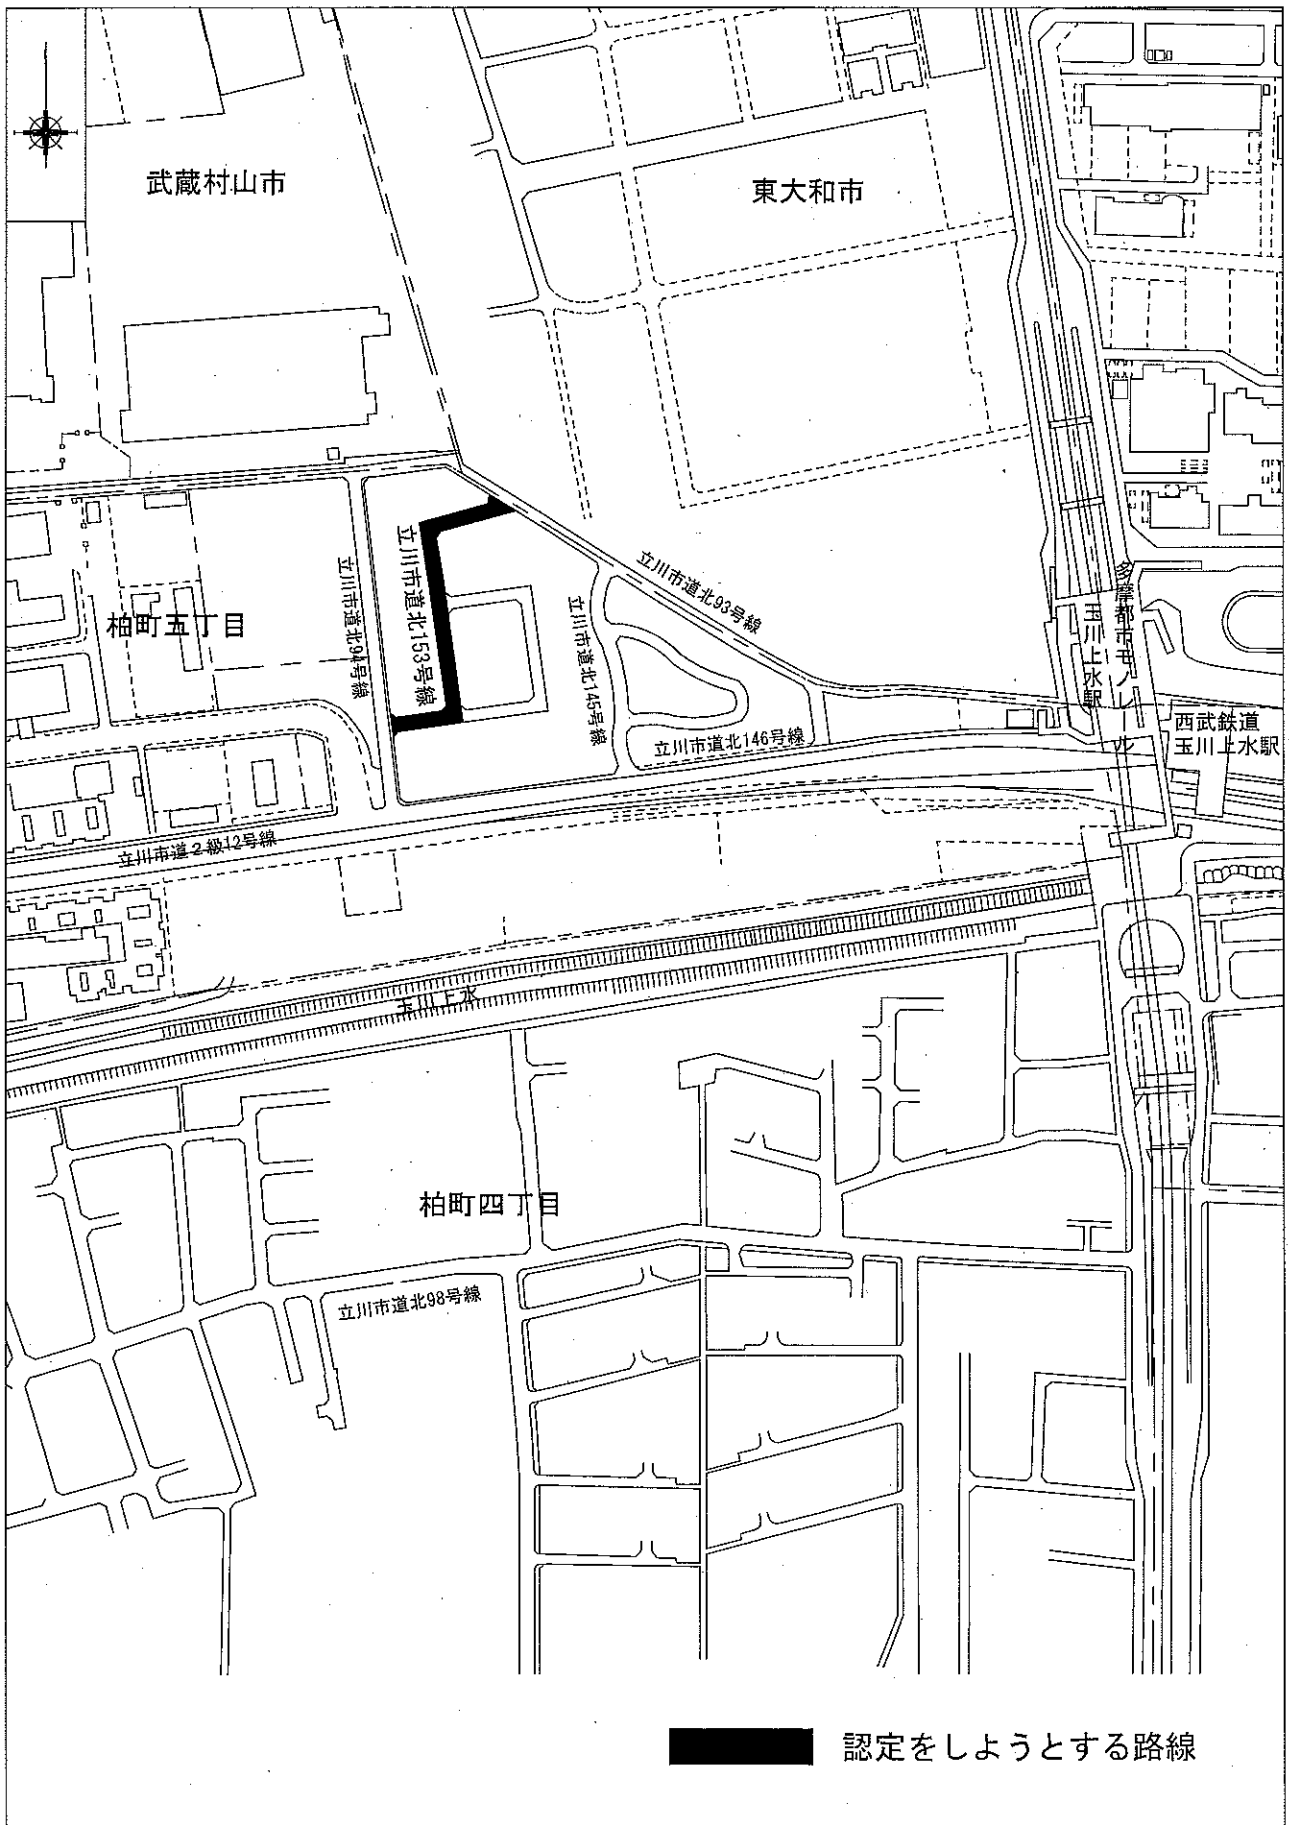 武蔵村山市
東大和市
立川市道北93号線
立川市道北153号線
立川市道北94号線
立川市道北145号線
柏町五丁目
多摩都市モノレール
玉川上水駅
西武鉄道
玉川上水駅
立川市道北146号線
立川市道2級12号線
玉川上水
柏町四丁目
立川市道北98号線
認定をしようとする路線